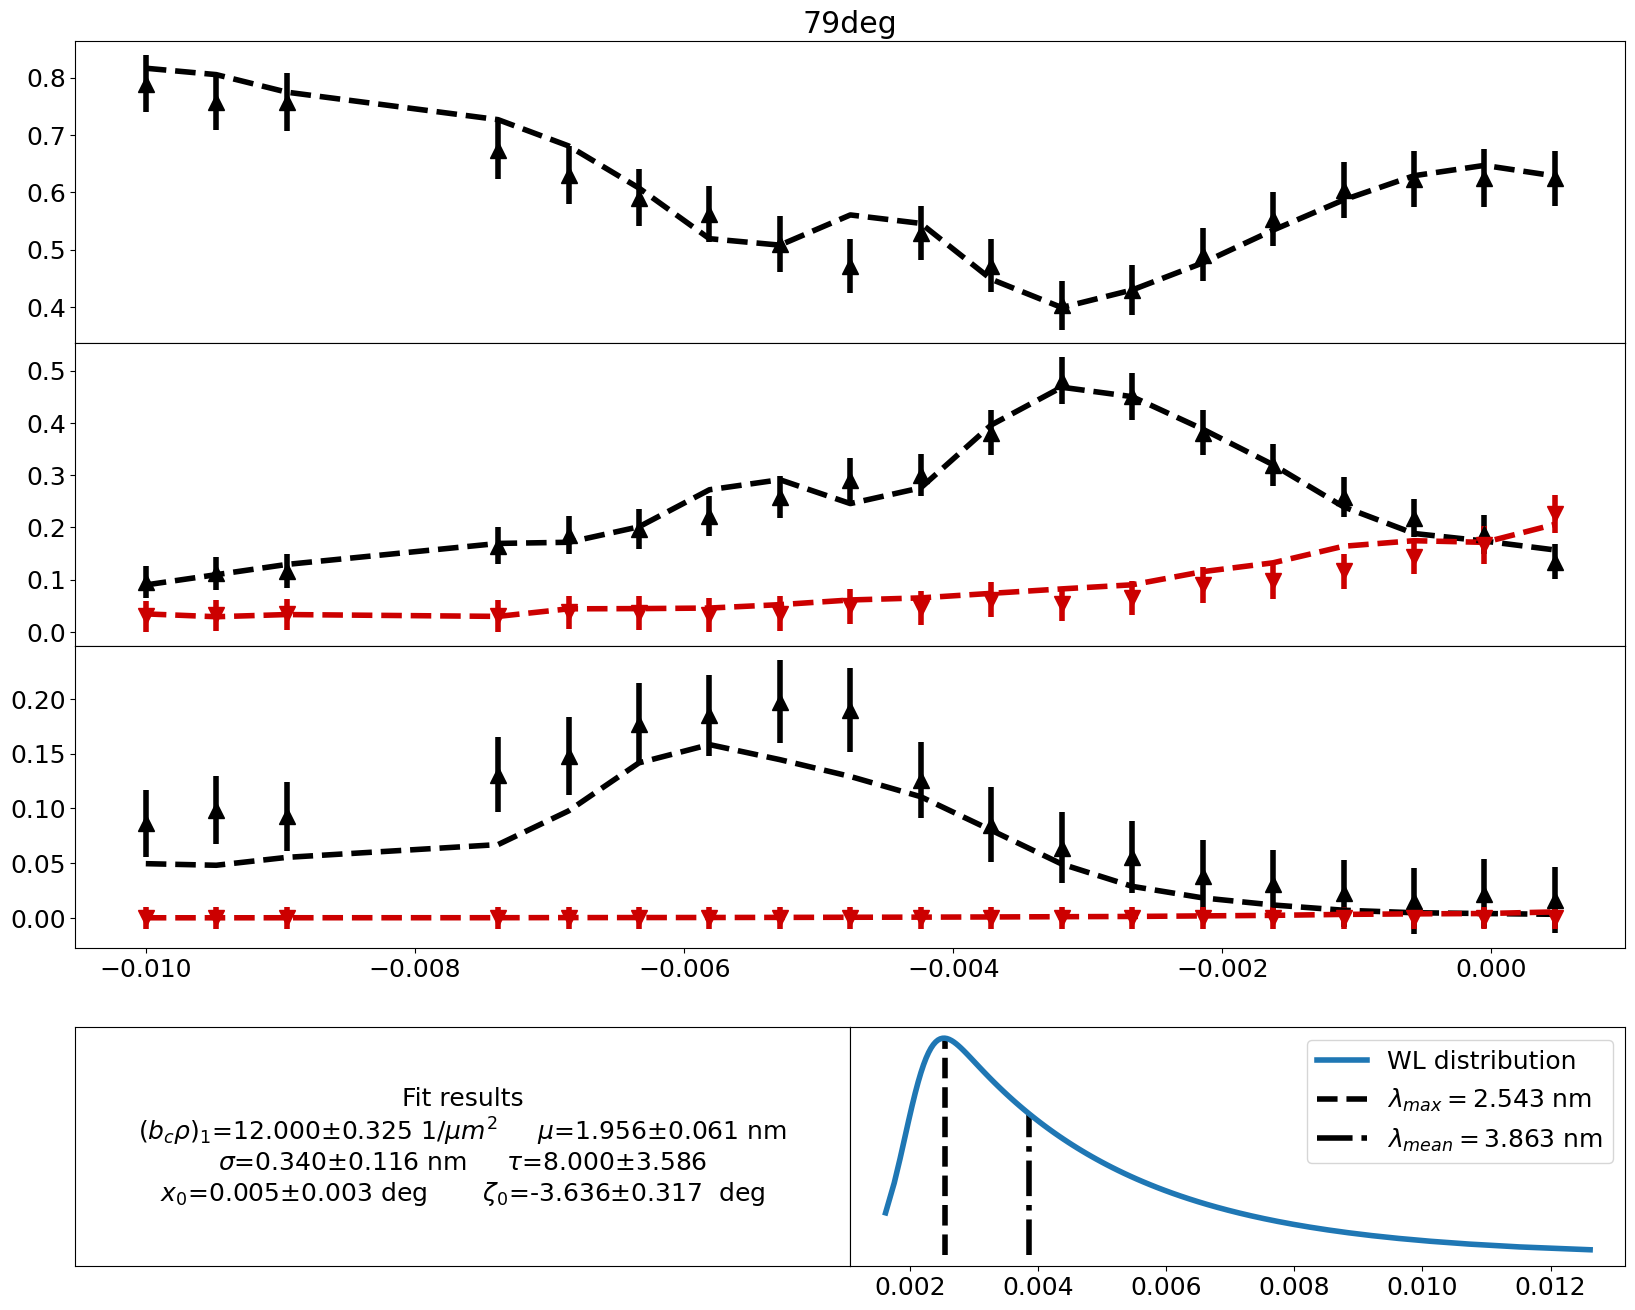 79deg
0.8
0.7
0.6
0.5
0.4
0.5
0.4
0.3
0.2
0.1
0.0
0.20
0.15
0.10
0.05
0.00
−0.010 −0.008 −0.006 −0.004 −0.002 0.000
Fit results
(b_cρ)_1=12.000±0.325 1/μm² μ=1.956±0.061 nm
σ=0.340±0.116 nm τ=8.000±3.586
x_0=0.005±0.003 deg ζ_0=-3.636±0.317 deg
WL distribution
λ_max = 2.543 nm
λ_mean = 3.863 nm
0.002 0.004 0.006 0.008 0.010 0.012